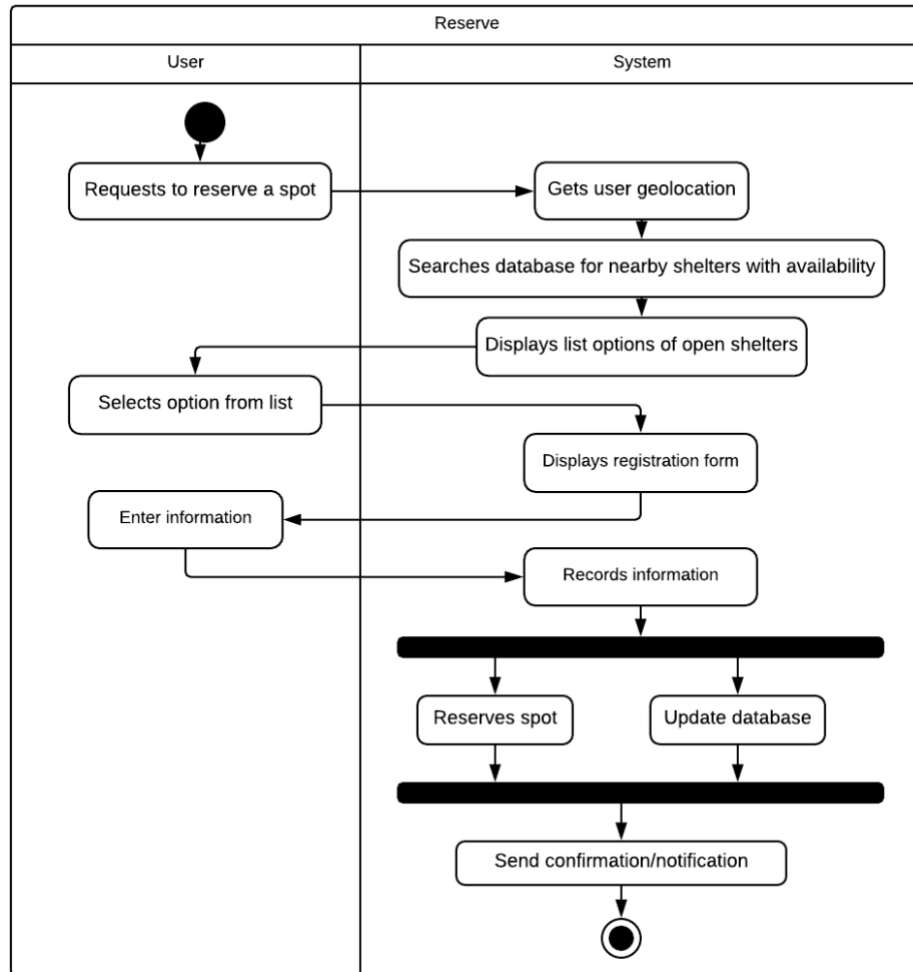 Reserve
User
System
Requests to reserve a spot
Gets user geolocation
Searches database for nearby shelters with availability
Displays list options of open shelters
Selects option from list
Displays registration form
Enter information
Records information
Reserves spot
Update database
Send confirmation/notification